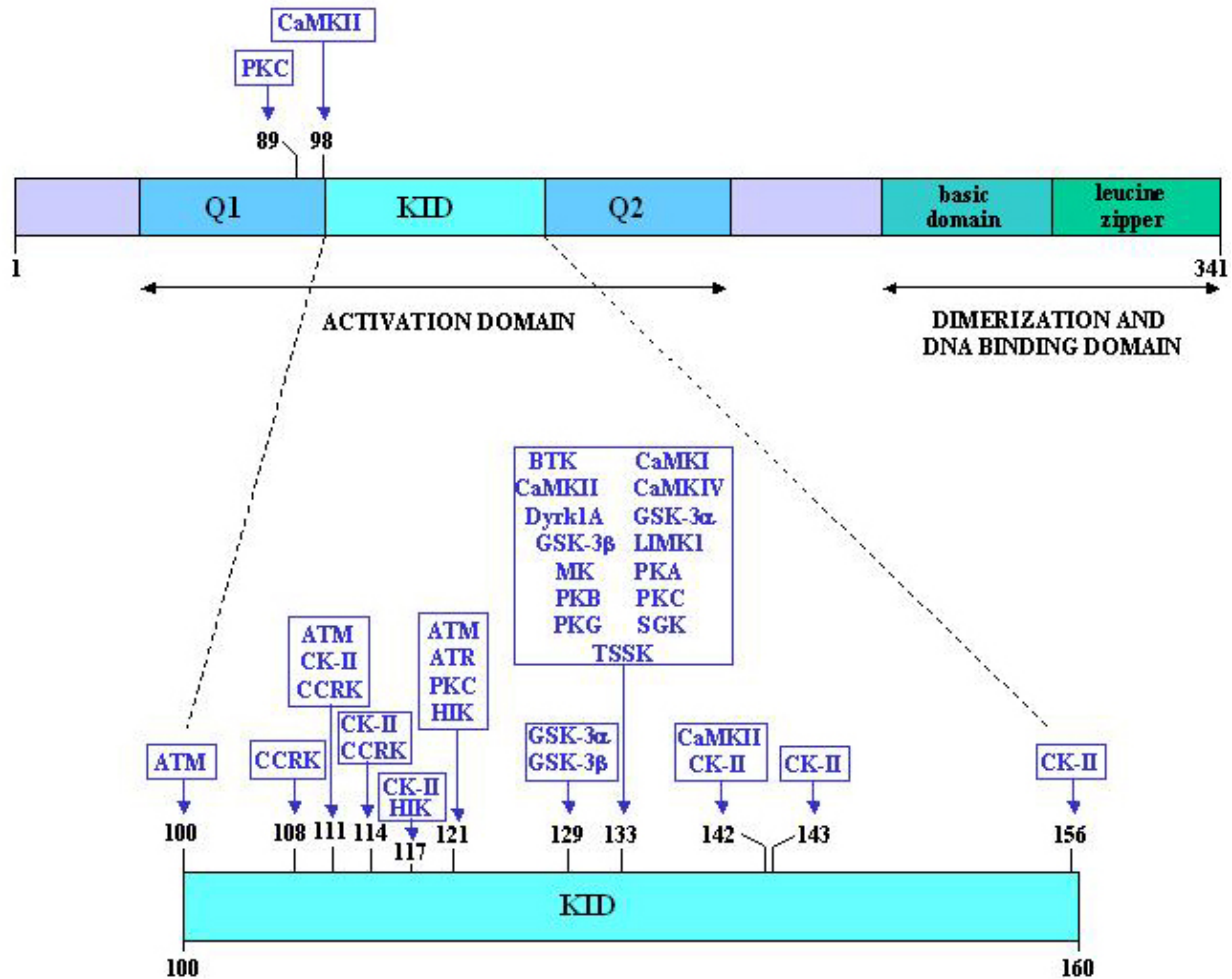 CaMKII
PKC
89 98
Q1 KID Q2 basic domain leucine zipper
1 341
ACTIVATION DOMAIN
DIMERIZATION AND
DNA BINDING DOMAIN
BTK CaMKI
CaMKII CaMKIV
Dyrk1A GSK-3α
GSK-3β LIMK1
MK PKA
PKB PKC
PKG SGK
TSSK
ATM
CK-II
CCRK
ATM
ATR
PKC
HIK
CK-II
CCRK
GSK-3α
GSK-3β
CaMKII
CK-II
ATM
CCRK
CK-II
HIK
CK-II
CK-II
100 108 111 114 117 121 129 133 142 143 156
KID
100 160